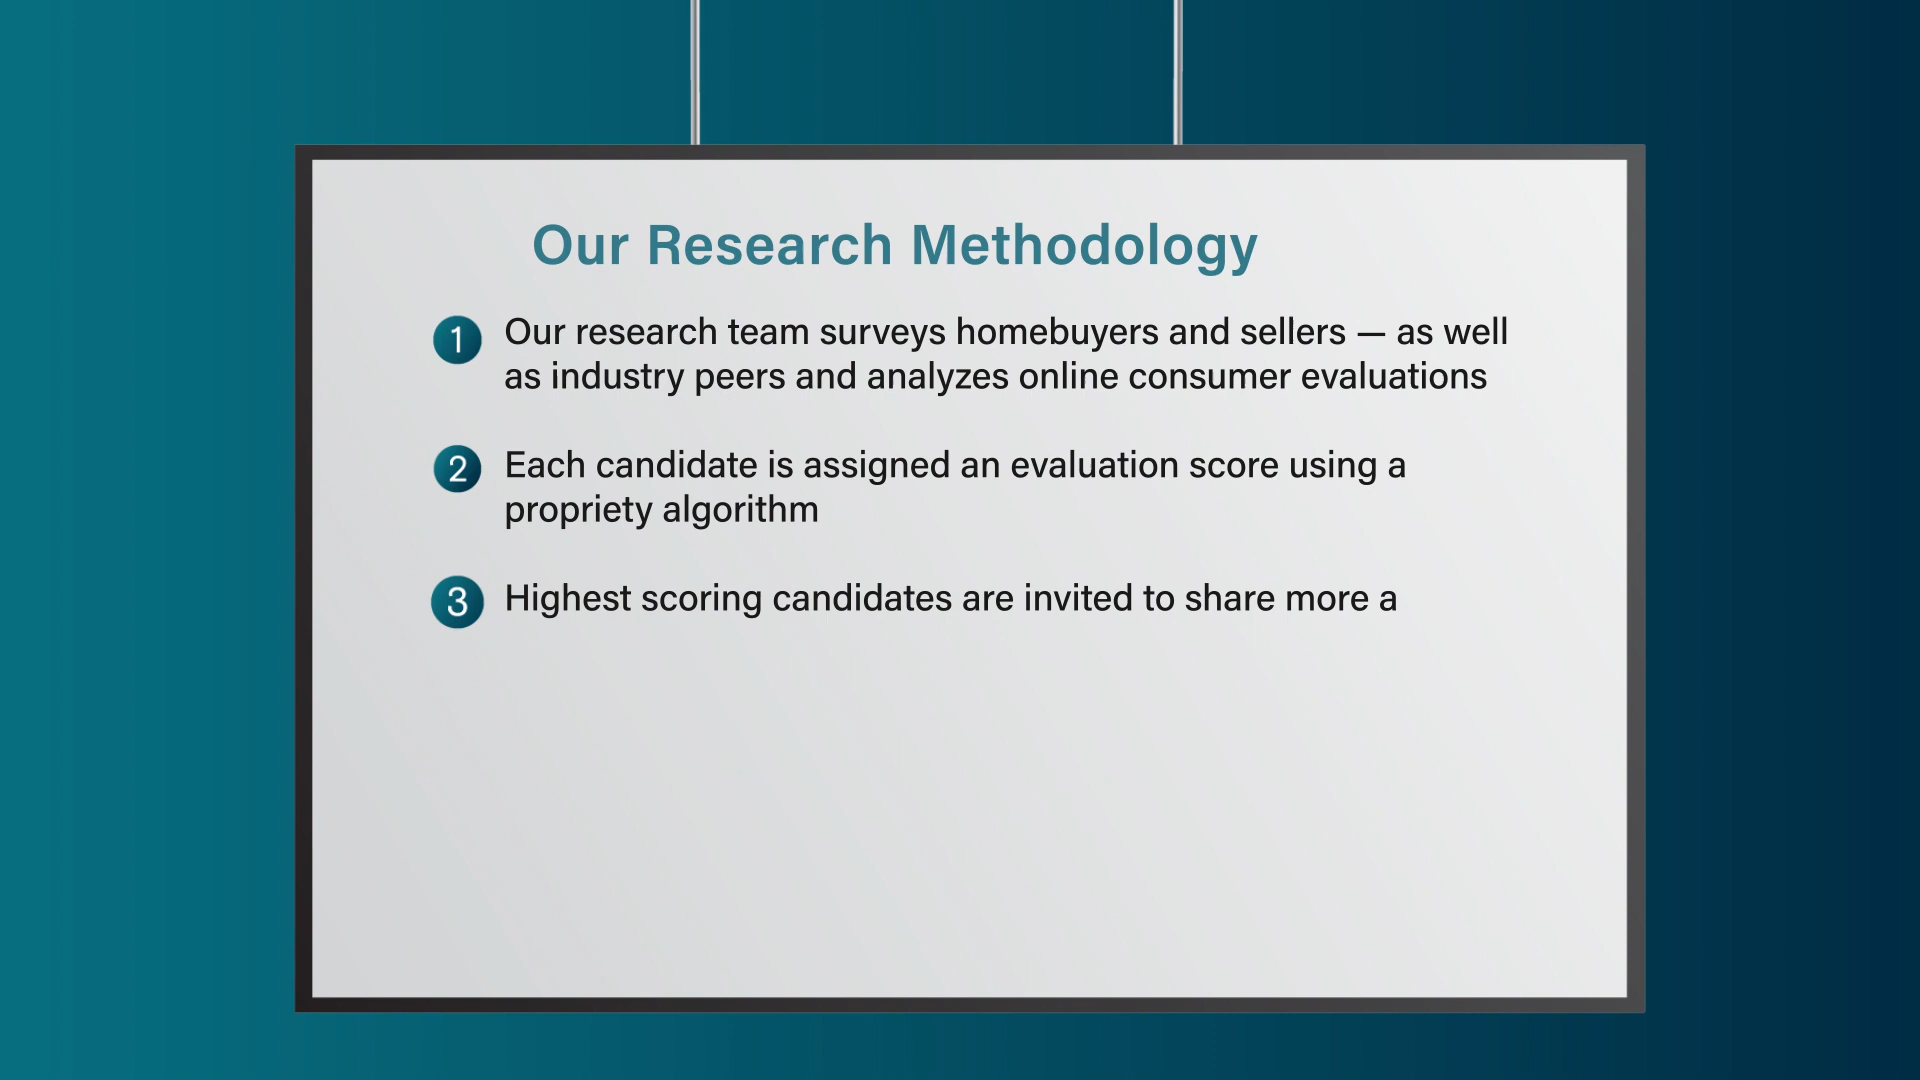 Our Research Methodology
1 Our research team surveys homebuyers and sellers — as well
as industry peers and analyzes online consumer evaluations
2 Each candidate is assigned an evaluation score using a
propriety algorithm
3 Highest scoring candidates are invited to share more a